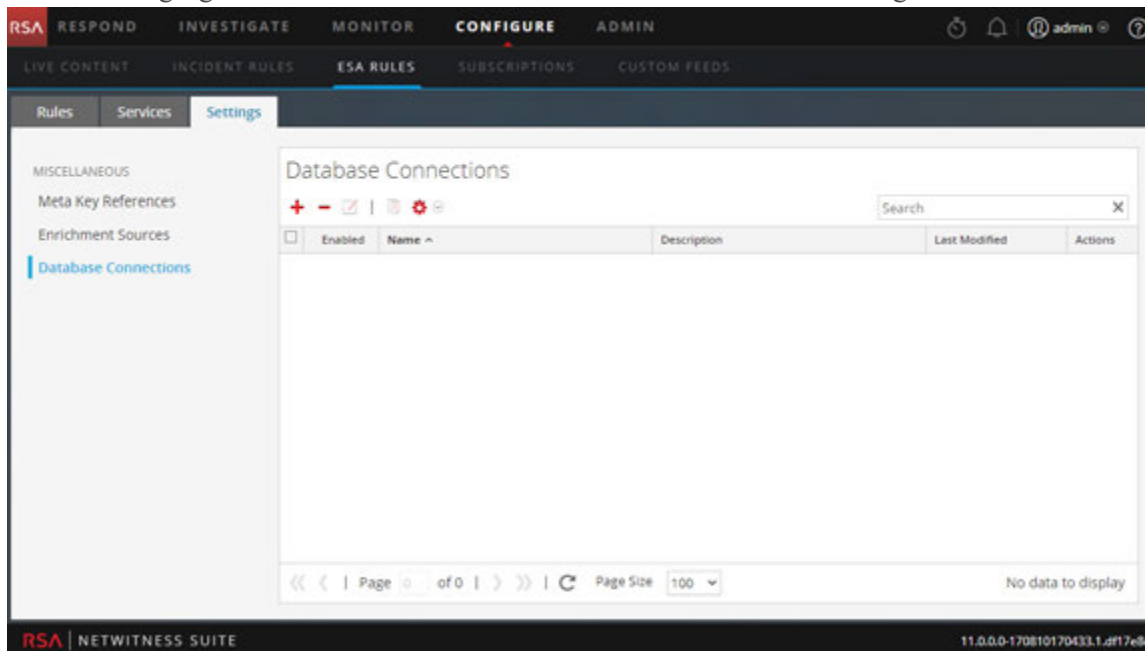 RSA RESPOND INVESTIGATE MONITOR CONFIGURE ADMIN admin
LIVE CONTENT INCIDENT RULES ESA RULES SUBSCRIPTIONS CUSTOM FEEDS
Rules Services Settings
MISCELLANEOUS
Meta Key References
Enrichment Sources
Database Connections
Database Connections
Search
Enabled Name Description Last Modified Actions
Page 0 of 0 Page Size 100 No data to display
RSA NETWITNESS SUITE 11.0.0.0-170810170433.1.df17e8